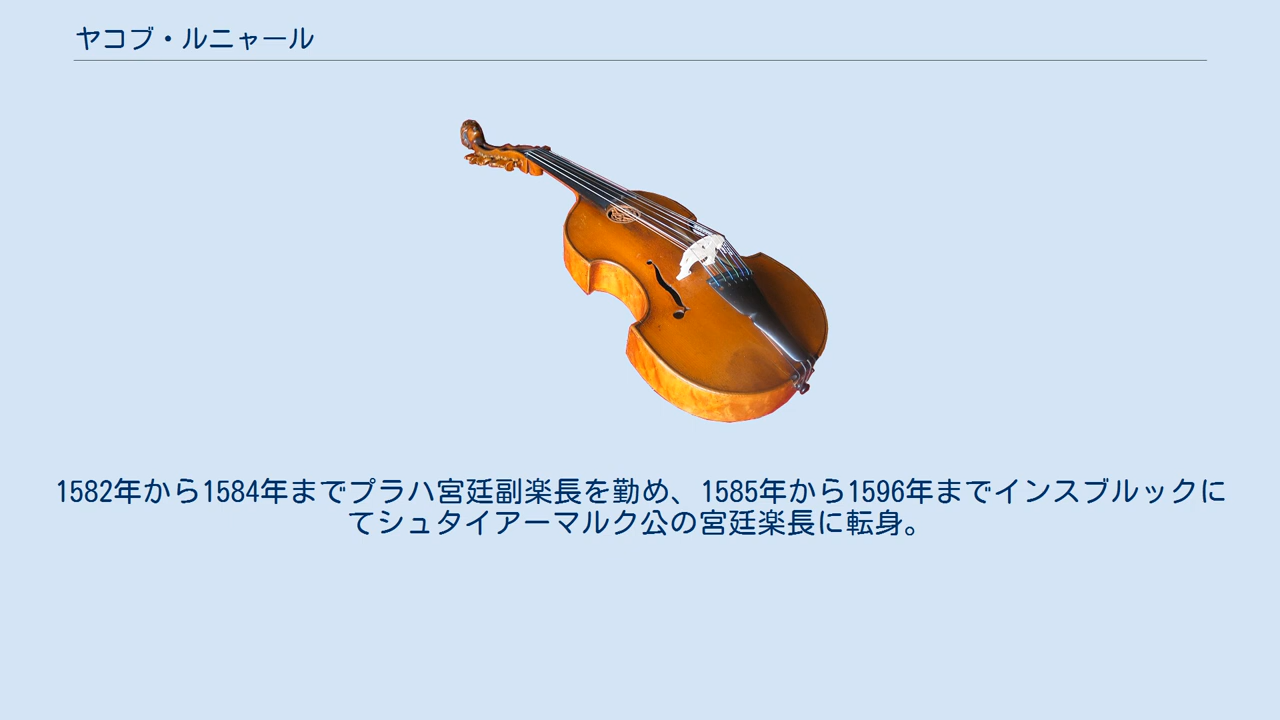 ヤコブ・ルニャール
1582年から1584年までプラハ宮廷副楽長を勤め、1585年から1596年までインスブルックに
てシュタイアーマルク公の宮廷楽長に転身。